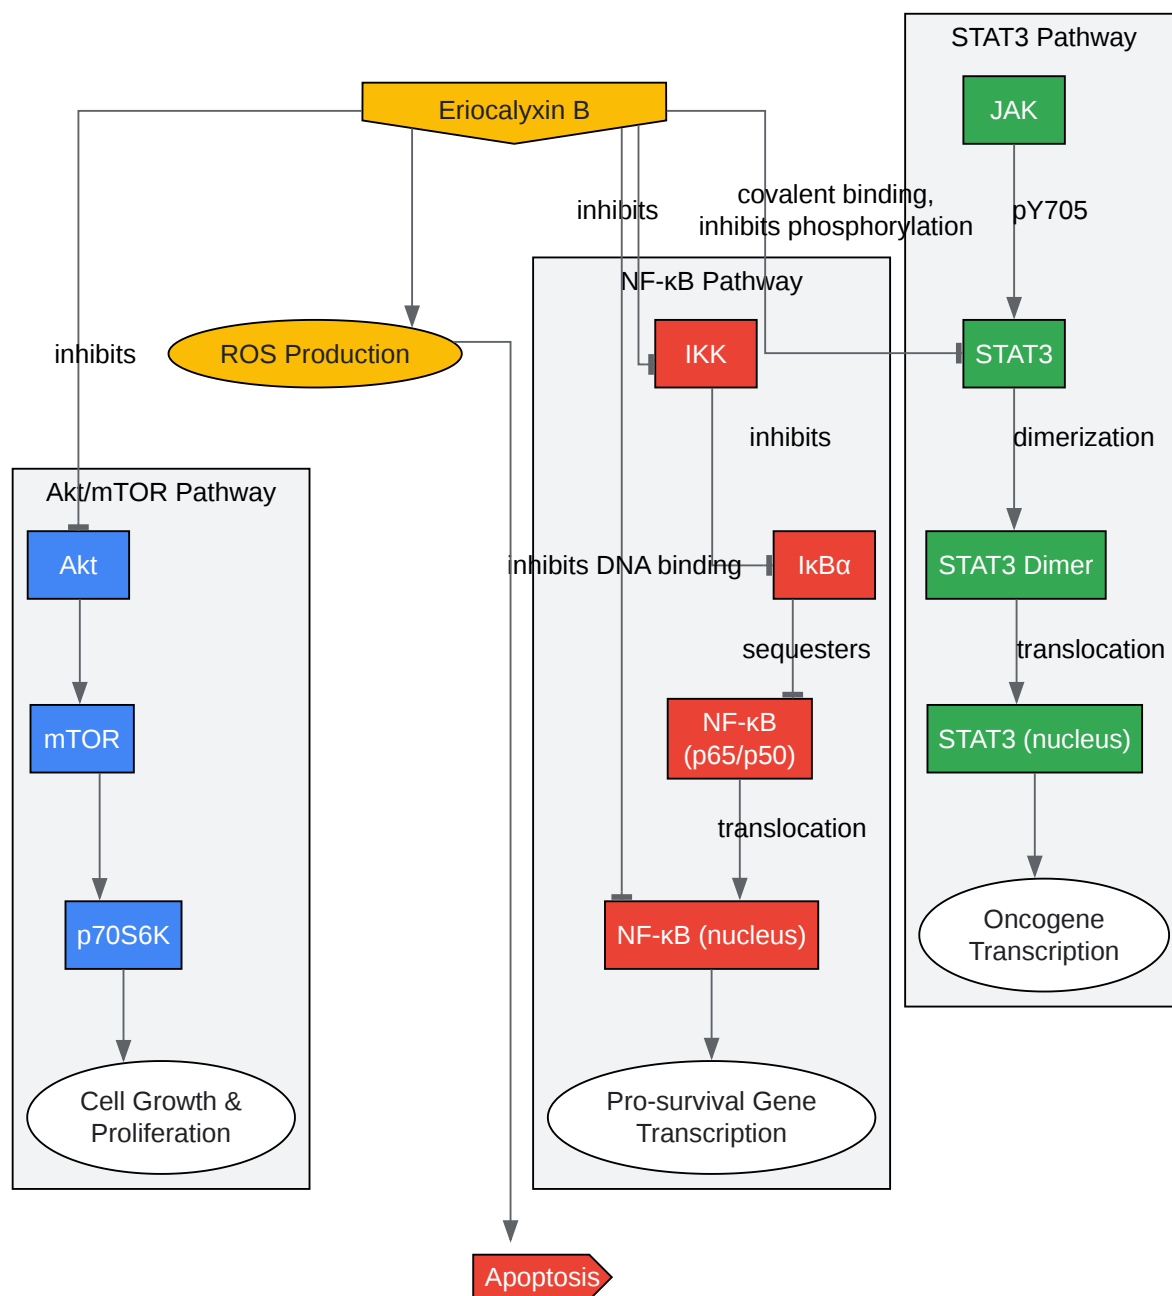 STAT3 Pathway
Eriocalyxin B
JAK
covalent binding,
inhibits phosphorylation
inhibits
pY705
NF-κB Pathway
inhibits
ROS Production
IKK
STAT3
inhibits
dimerization
Akt/mTOR Pathway
Akt
inhibits DNA binding
IκBα
STAT3 Dimer
sequesters
translocation
mTOR
NF-κB
(p65/p50)
STAT3 (nucleus)
translocation
p70S6K
NF-κB (nucleus)
Oncogene
Transcription
Cell Growth &
Proliferation
Pro-survival Gene
Transcription
Apoptosis